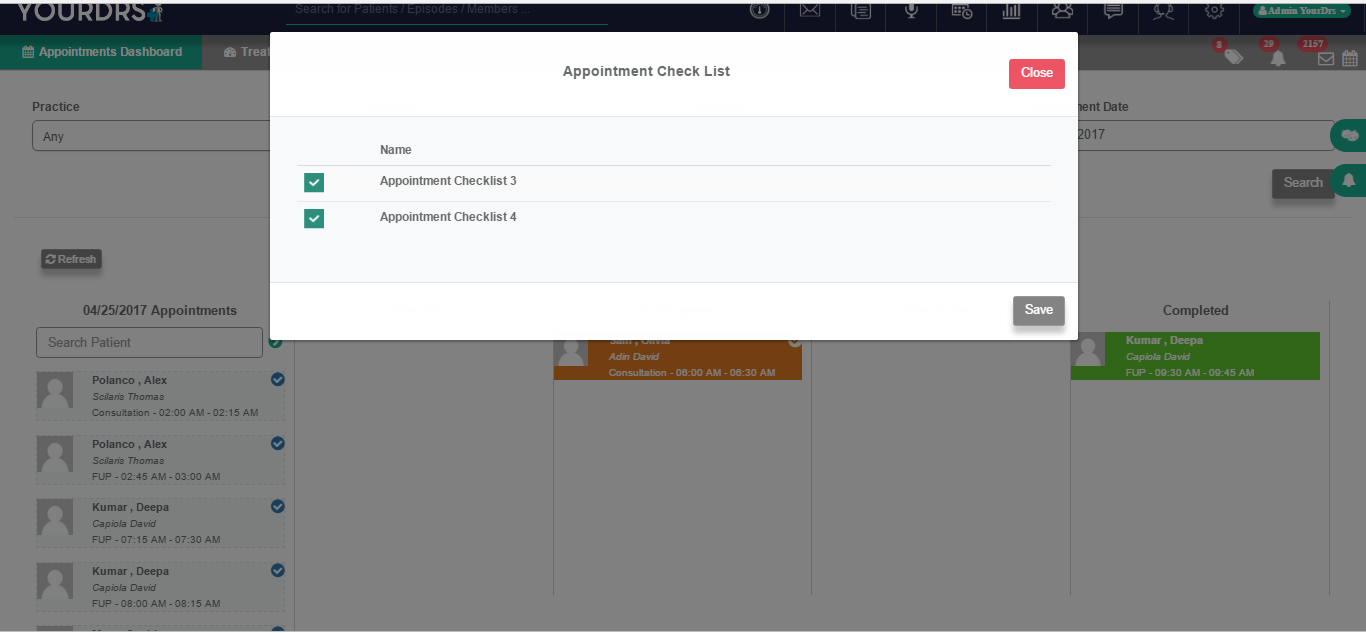 YOURDRS
Search for Patients / Episodes / Members ...
Admin YourDrs
Appointments Dashboard
Treat
8
29
2157
Appointment Check List
Close
Practice
ment Date
Any
2017
Name
Appointment Checklist 3
Appointment Checklist 4
Search
Refresh
Save
04/25/2017 Appointments
Completed
Search Patient
Sam , Olivia
Adin David
Consultation - 06:00 AM - 06:30 AM
Kumar , Deepa
Capiola David
FUP - 09:30 AM - 09:45 AM
Polanco , Alex
Scilaris Thomas
Consultation - 02:00 AM - 02:15 AM
Polanco , Alex
Scilaris Thomas
FUP - 02:45 AM - 03:00 AM
Kumar , Deepa
Capiola David
FUP - 07:15 AM - 07:30 AM
Kumar , Deepa
Capiola David
FUP - 08:00 AM - 08:15 AM